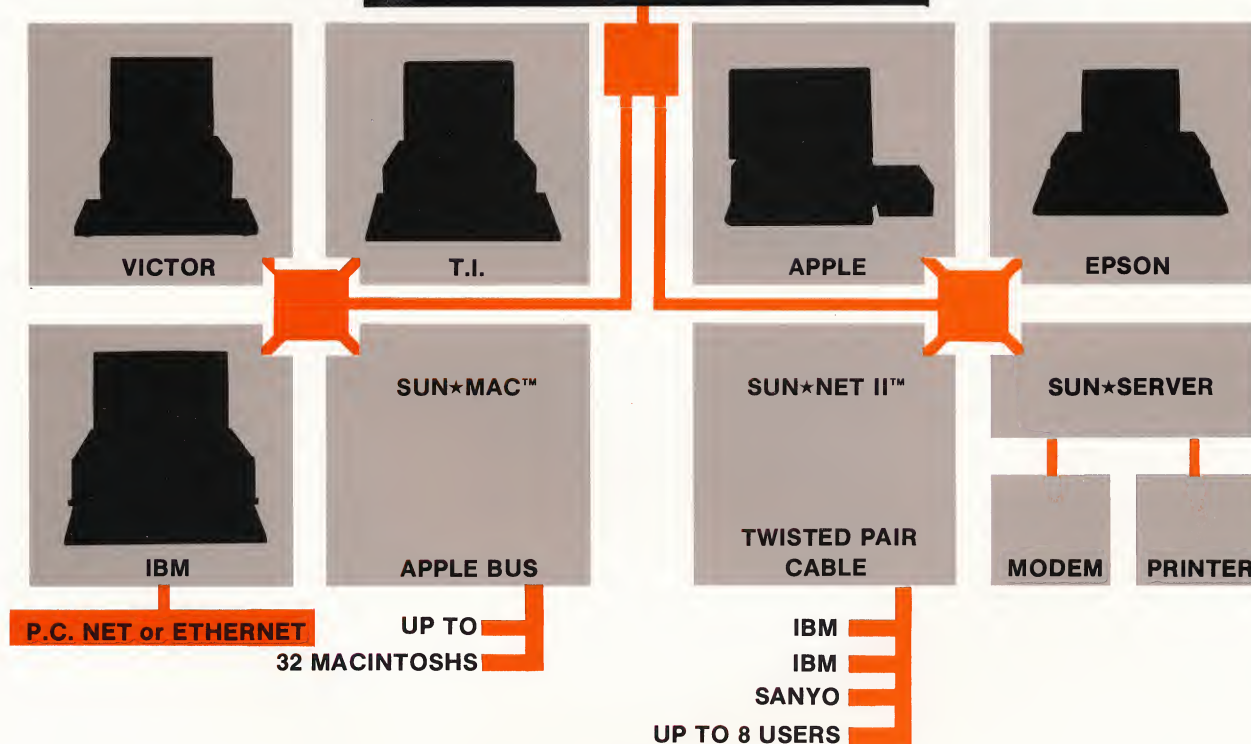 VICTOR
T.I.
APPLE
EPSON
SUN★MAC™
SUN★NET II™
SUN★SERVER
IBM
APPLE BUS
TWISTED PAIR
CABLE
MODEM
PRINTER
P.C. NET or ETHERNET
UP TO
32 MACINTOSHS
IBM
IBM
SANYO
UP TO 8 USERS